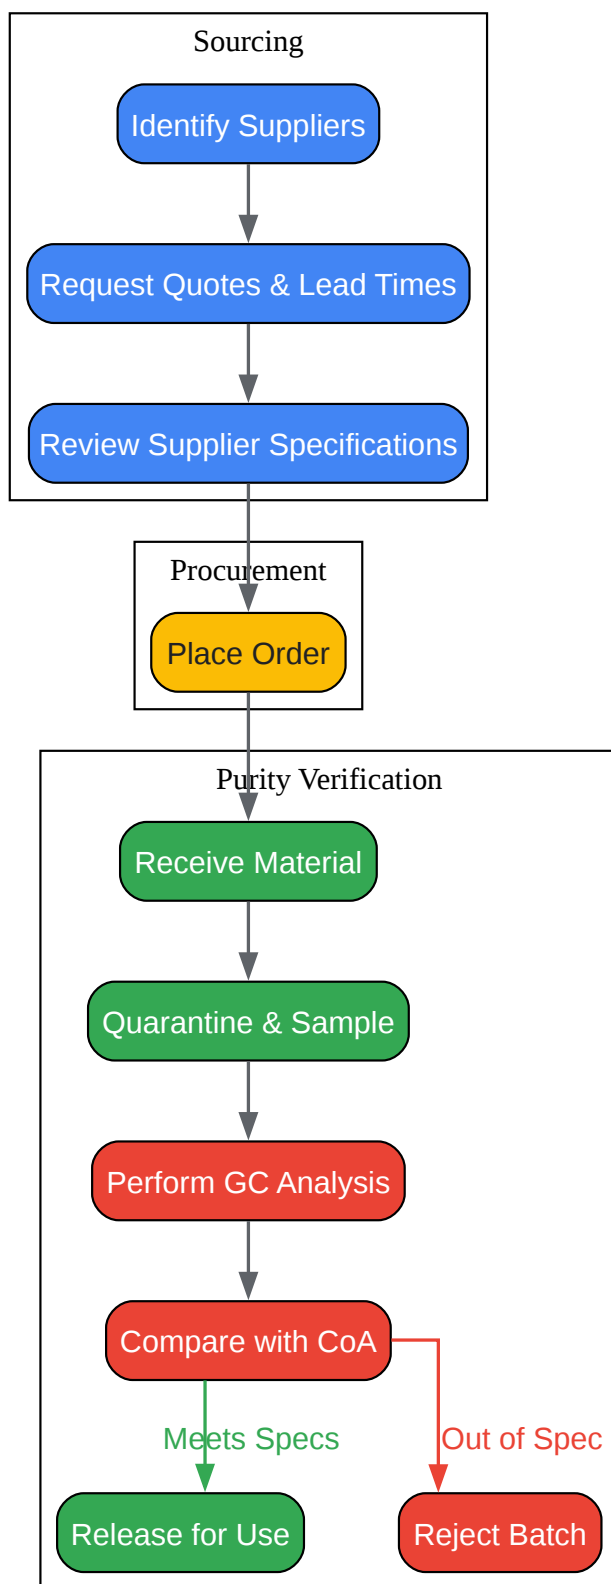 Sourcing
Identify Suppliers
Request Quotes & Lead Times
Review Supplier Specifications
Procurement
Place Order
Purity Verification
Receive Material
Quarantine & Sample
Perform GC Analysis
Compare with CoA
Meets Specs
Out of Spec
Release for Use
Reject Batch